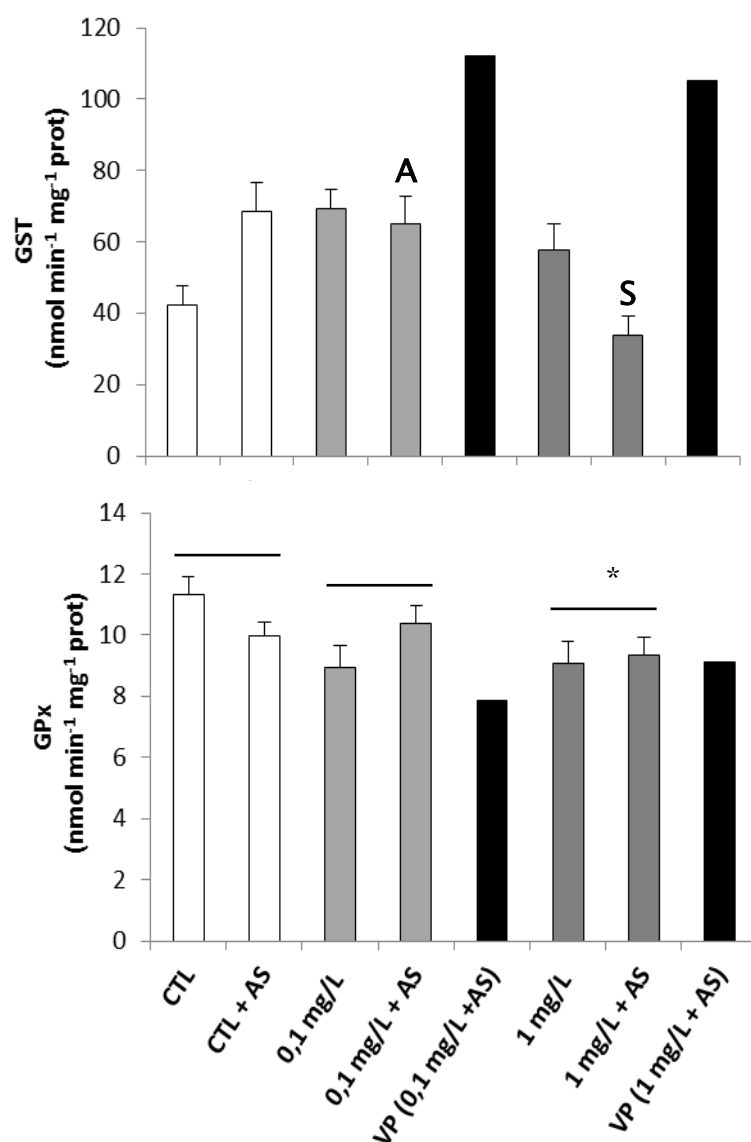 120
100
80
60
40
20
0
GST
(nmol min⁻¹ mg⁻¹ prot)
A
S
14
12
10
8
6
4
2
0
GPx
(nmol min⁻¹ mg⁻¹ prot)
*
CTL
CTL + AS
0,1 mg/L
0,1 mg/L + AS
VP (0,1 mg/L +AS)
1 mg/L
1 mg/L + AS
VP (1 mg/L + AS)